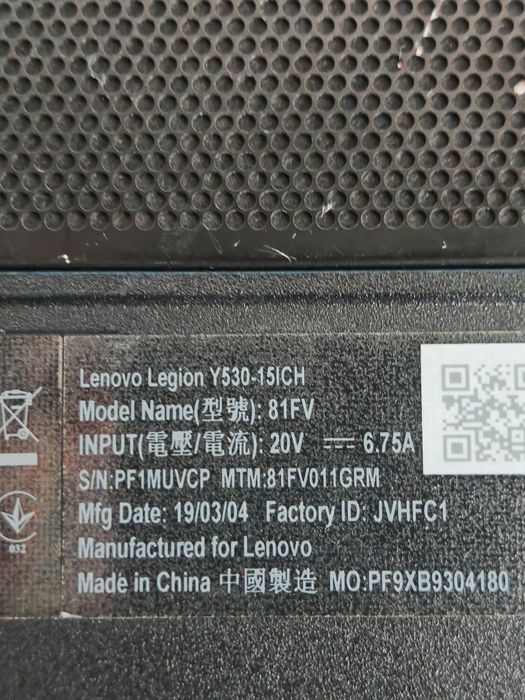 Lenovo Legion Y530-15ICH
Model Name(型號): 81FV
INPUT(電壓/電流): 20V ⎓ 6.75A
S/N:PF1MUVCP MTM:81FV011GRM
Mfg Date: 19/03/04 Factory ID: JVHFC1
Manufactured for Lenovo
Made in China 中國製造 MO:PF9XB9304180
032